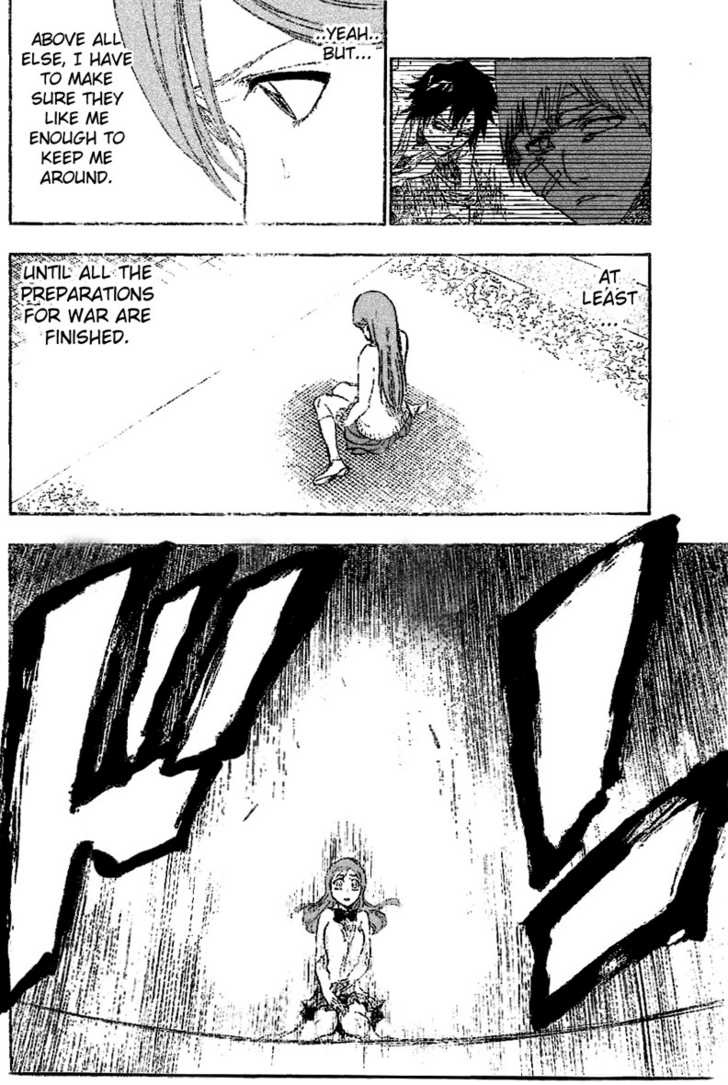 ..YEAH..
BUT...
ABOVE ALL
ELSE, I HAVE
TO MAKE
SURE THEY
LIKE ME
ENOUGH TO
KEEP ME
AROUND.
AT
LEAST
...
UNTIL ALL THE
PREPARATIONS
FOR WAR ARE
FINISHED.
ド